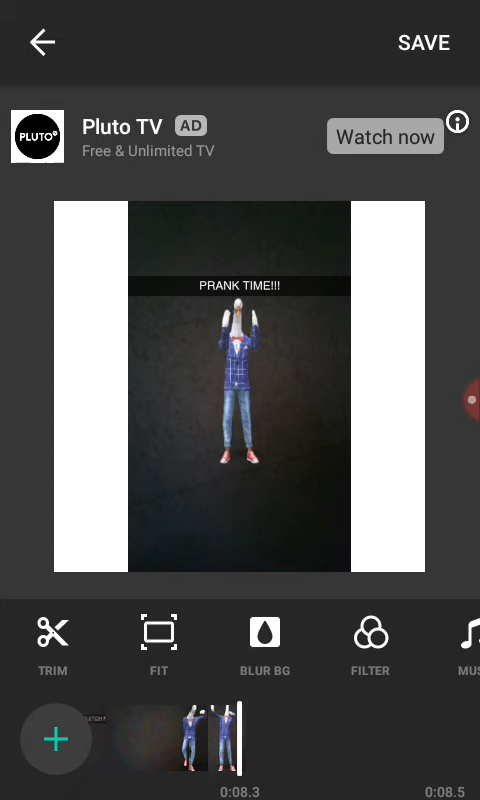 SAVE
PLUTO
Pluto TV AD
Free & Unlimited TV
Watch now
PRANK TIME!!!
TRIM
FIT
BLUR BG
FILTER
MUS
0:08.3
0:08.5